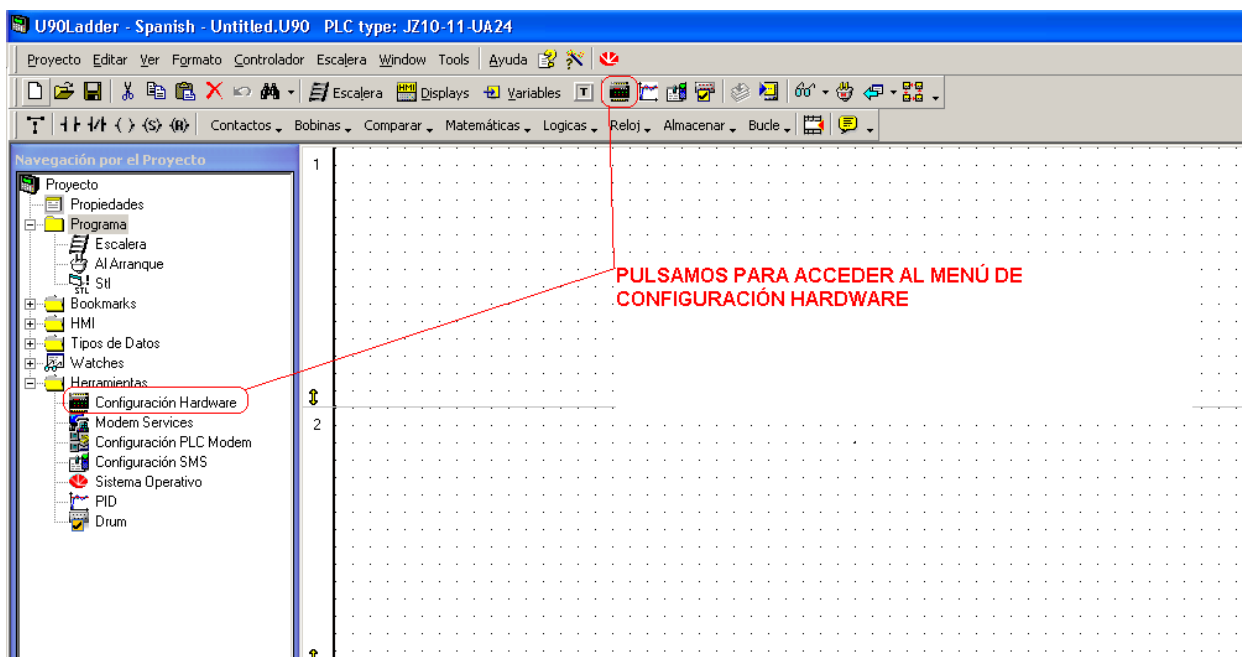 U90Ladder - Spanish - Untitled.U90 PLC type: JZ10-11-UA24
Proyecto Editar Ver Formato Controlador Escalera Window Tools Ayuda
Escalera Displays Variables T
Contactos Bobinas Comparar Matemáticas Logicas Reloj Almacenar Bucle
Navegación por el Proyecto
Proyecto
Propiedades
Programa
Escalera
Al Arranque
Stl
Bookmarks
HMI
Tipos de Datos
Watches
Herramientas
Configuración Hardware
Modem Services
Configuración PLC Modem
Configuración SMS
Sistema Operativo
PID
Drum
1
2
PULSAMOS PARA ACCEDER AL MENÚ DE
CONFIGURACIÓN HARDWARE